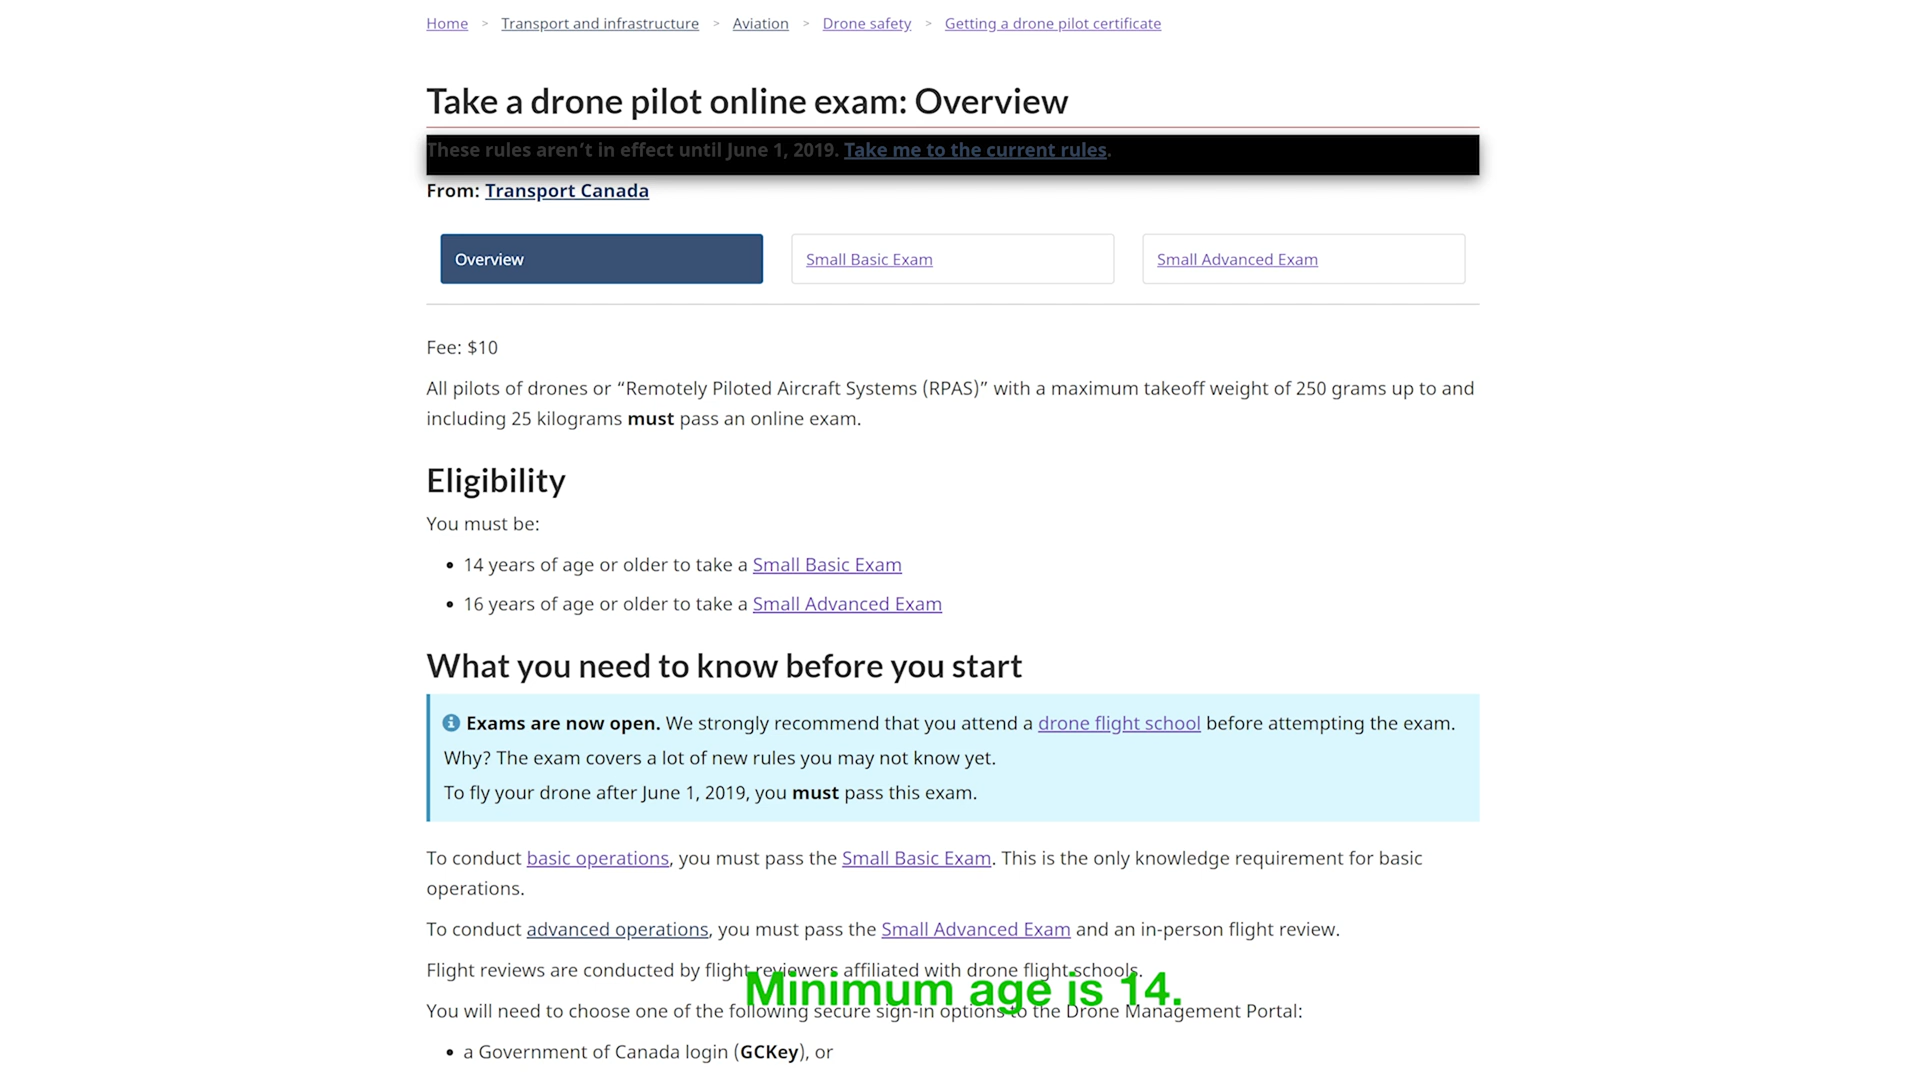 Home > Transport and infrastructure > Aviation > Drone safety > Getting a drone pilot certificate
Take a drone pilot online exam: Overview
These rules aren't in effect until June 1, 2019. Take me to the current rules.
From: Transport Canada
Overview
Small Basic Exam
Small Advanced Exam
Fee: $10
All pilots of drones or “Remotely Piloted Aircraft Systems (RPAS)” with a maximum takeoff weight of 250 grams up to and
including 25 kilograms must pass an online exam.
Eligibility
You must be:
• 14 years of age or older to take a Small Basic Exam
• 16 years of age or older to take a Small Advanced Exam
What you need to know before you start
Exams are now open. We strongly recommend that you attend a drone flight school before attempting the exam.
Why? The exam covers a lot of new rules you may not know yet.
To fly your drone after June 1, 2019, you must pass this exam.
To conduct basic operations, you must pass the Small Basic Exam. This is the only knowledge requirement for basic
operations.
To conduct advanced operations, you must pass the Small Advanced Exam and an in-person flight review.
Flight reviews are conducted by flight reviewers affiliated with drone flight schools.
Minimum age is 14.
You will need to choose one of the following secure sign-in options to the Drone Management Portal:
• a Government of Canada login (GCKey), or